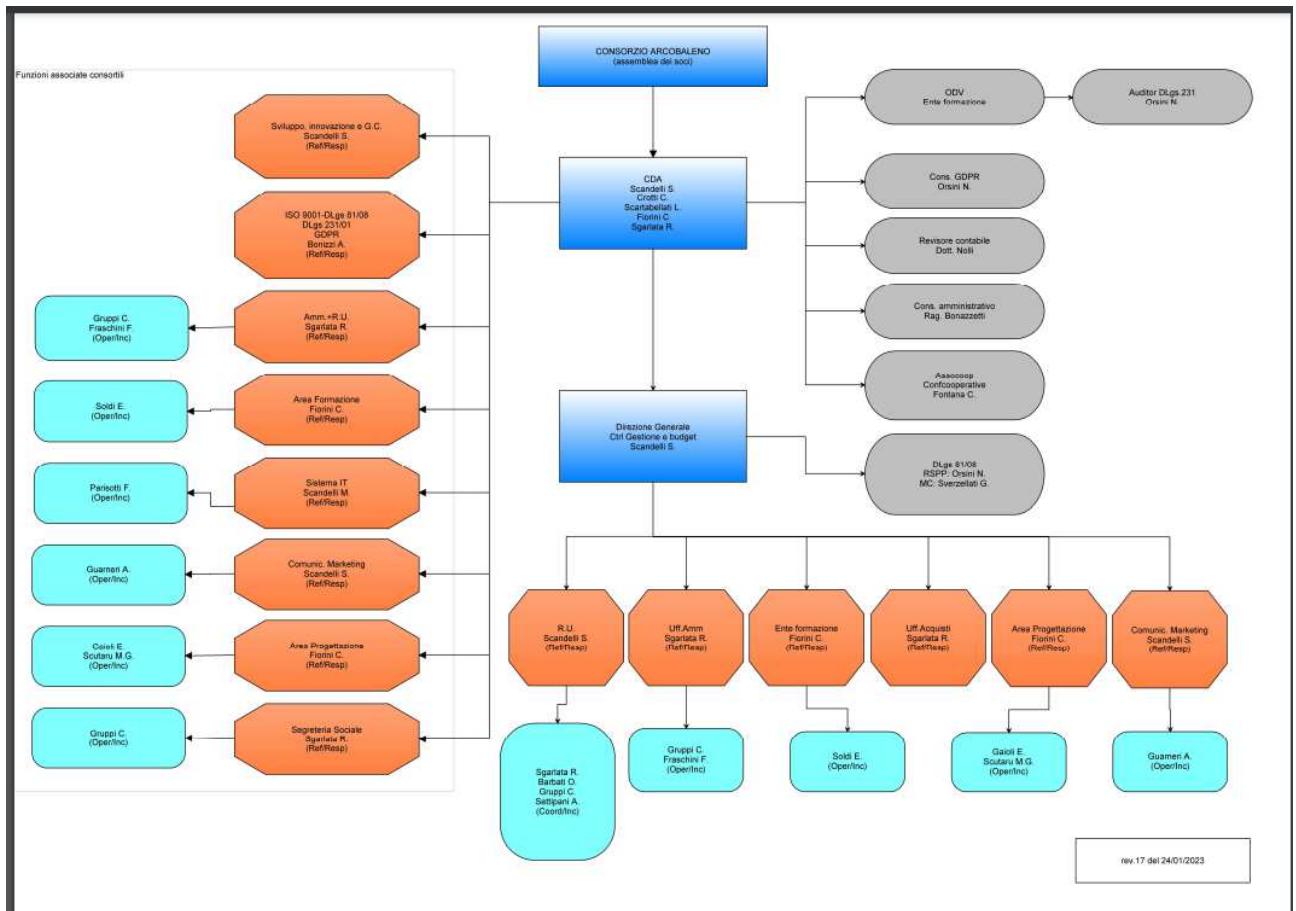 CONSORZIO ARCOBALENO
(assemblea dei soci)
Funzioni associate consortili
Sviluppo, innovazione e G.C.
Scandelli S.
(Ref/Resp)
ISO 9001-DLgs 81/08
DLgs 231/01
GDPR
Bonizzi A.
(Ref/Resp)
Amm.+R.U.
Sgarlata R.
(Ref/Resp)
Gruppi C.
Fraschini F.
(Oper/Inc)
Area Formazione
Fiorini C.
(Ref/Resp)
Soldi E.
(Oper/Inc)
Sistema IT
Scandelli M.
(Ref/Resp)
Parisotti F.
(Oper/Inc)
Comunic. Marketing
Scandelli S.
(Ref/Resp)
Guarneri A.
(Oper/Inc)
Area Progettazione
Fiorini C.
(Ref/Resp)
Gaioli E.
Scutaru M.G.
(Oper/Inc)
Segreteria Sociale
Sgarlata R.
(Ref/Resp)
Gruppi C.
(Oper/Inc)
CDA
Scandelli S.
Crotti C.
Scartabellati L.
Fiorini C
Sgarlata R.
ODV
Ente formazione
Auditor DLgs 231
Orsini N.
Cons. GDPR
Orsini N.
Revisore contabile
Dott. Nolli
Cons. amministrativo
Rag. Bonazzetti
Assocoop
Confcooperative
Fontana C.
Direzione Generale
Ctrl Gestione e budget
Scandelli S.
DLgs 81/08
RSPP: Orsini N.
MC: Sverzellati G.
R.U.
Scandelli S.
(Ref/Resp)
Uff.Amm
Sgarlata R.
(Ref/Resp)
Ente formazione
Fiorini C.
(Ref/Resp)
Uff.Acquisti
Sgarlata R.
(Ref/Resp)
Area Progettazione
Fiorini C.
(Ref/Resp)
Comunic. Marketing
Scandelli S.
(Ref/Resp)
Sgarlata R.
Barbati O.
Gruppi C.
Settipani A.
(Coord/Inc)
Gruppi C.
Fraschini F.
(Oper/Inc)
Soldi E.
(Oper/Inc)
Gaioli E.
Scutaru M.G.
(Oper/Inc)
Guarneri A.
(Oper/Inc)
rev.17 del 24/01/2023